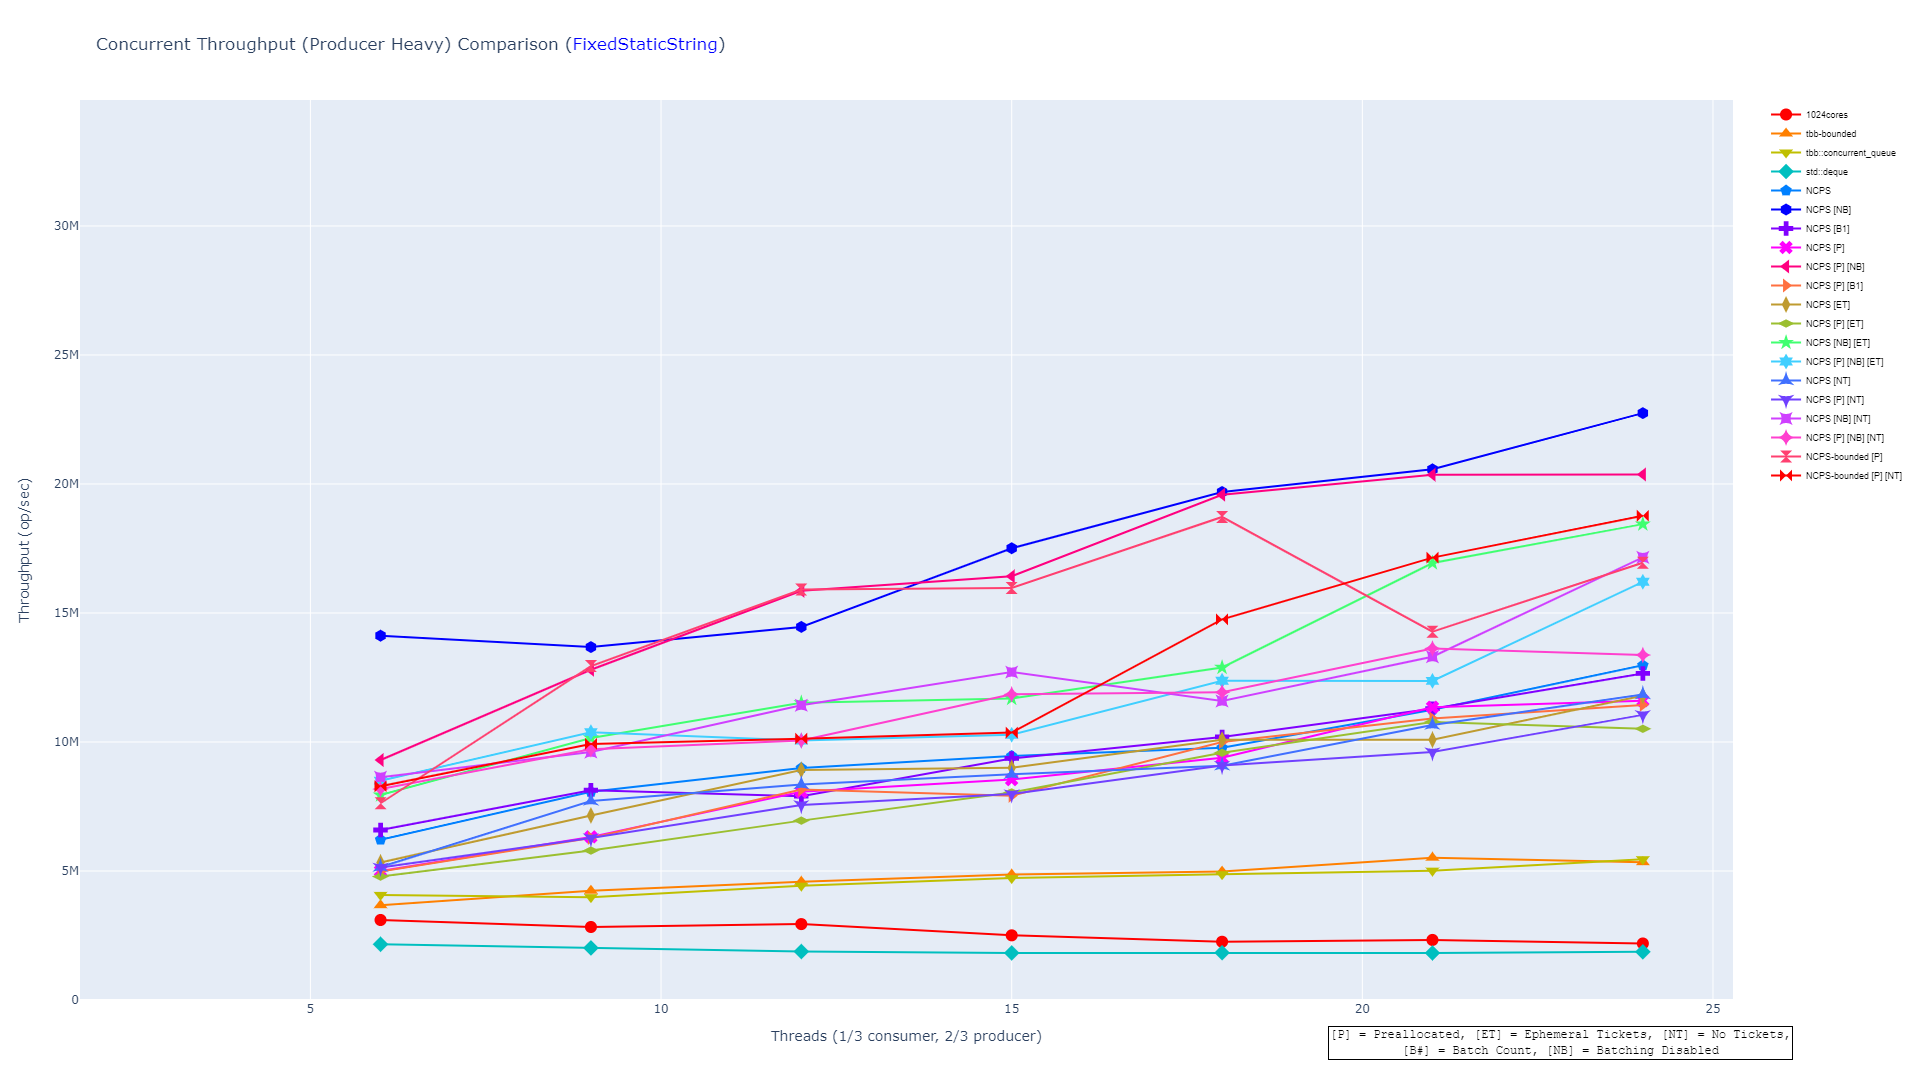 Concurrent Throughput (Producer Heavy) Comparison (FixedStaticString)
1024cores
tbb-bounded
tbb::concurrent_queue
std::deque
NCPS
NCPS [NB]
NCPS [B1]
NCPS [P]
NCPS [P] [NB]
NCPS [P] [B1]
NCPS [ET]
NCPS [P] [ET]
NCPS [NB] [ET]
NCPS [P] [NB] [ET]
NCPS [NT]
NCPS [P] [NT]
NCPS [NB] [NT]
NCPS [P] [NB] [NT]
NCPS-bounded [P]
NCPS-bounded [P] [NT]
30M
25M
20M
15M
10M
5M
0
Throughput (op/sec)
5 10 15 20 25
Threads (1/3 consumer, 2/3 producer)
[P] = Preallocated, [ET] = Ephemeral Tickets, [NT] = No Tickets,
[B#] = Batch Count, [NB] = Batching Disabled